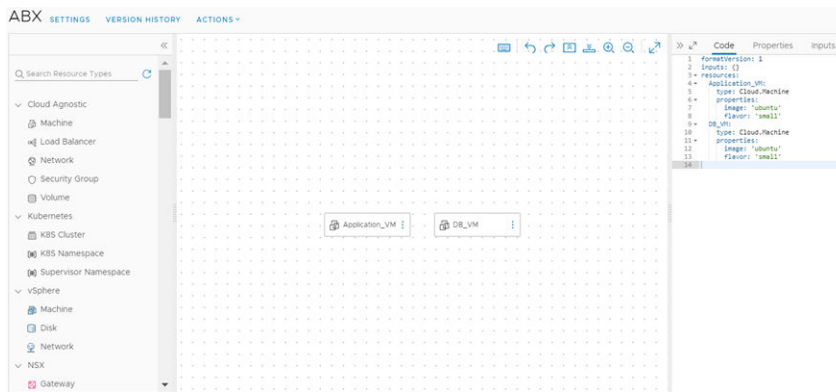 ABX SETTINGS VERSION HISTORY ACTIONS
Search Resource Types
Cloud Agnostic
Machine
Load Balancer
Network
Security Group
Volume
Kubernetes
K8S Cluster
K8S Namespace
Supervisor Namespace
vSphere
Machine
Disk
Network
NSX
Gateway
Application_VM
DB_VM
Code Properties Inputs
1 formatVersion: 1
2 inputs: {}
3 resources:
4 Application_VM:
5 type: Cloud.Machine
6 properties:
7 image: 'ubuntu'
8 flavor: 'small'
9 DB_VM:
10 type: Cloud.Machine
11 properties:
12 image: 'ubuntu'
13 flavor: 'small'
14